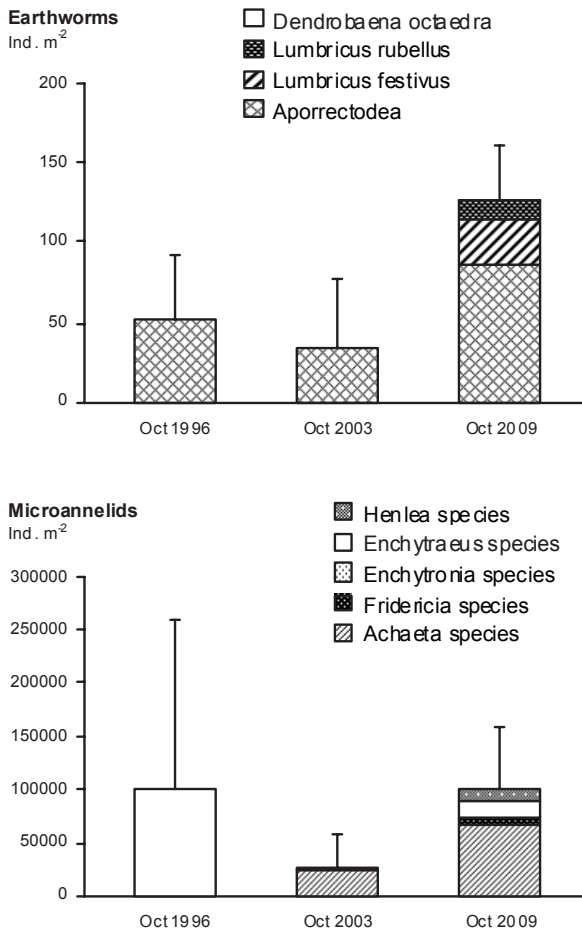 Earthworms
Ind. m-2
Dendrobaena octaedra
Lumbricus rubellus
Lumbricus festivus
Aporrectodea
200
150
100
50
0
Oct 1996
Oct 2003
Oct 2009
Microannelids
Ind. m-2
Henlea species
Enchytraeus species
Enchytronia species
Fridericia species
Achaeta species
300000
250000
200000
150000
100000
50000
0
Oct 1996
Oct 2003
Oct 2009